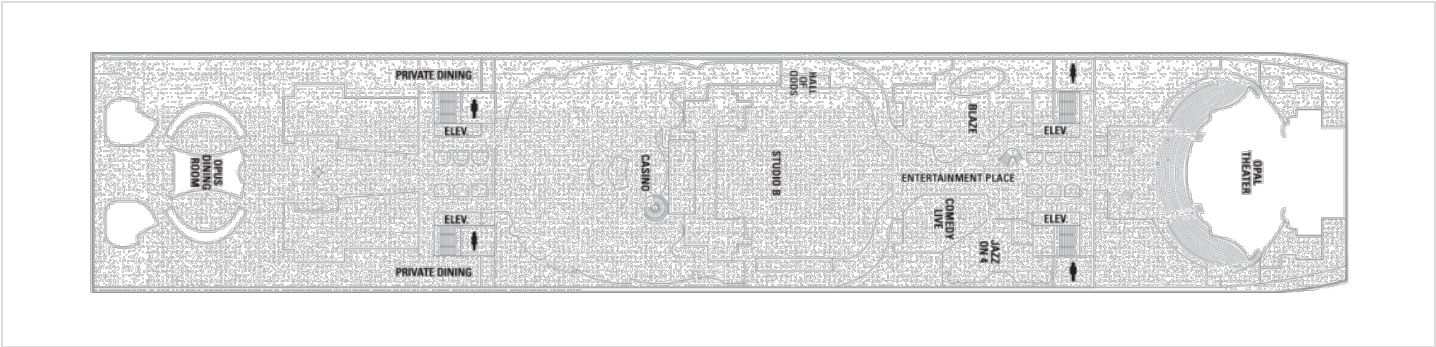 PRIVATE DINING
ELEV.
OPUS
DINING
ROOM
ELEV.
PRIVATE DINING
CASINO
STUDIO B
HALL
OF
ODDS
BLAZE
ENTERTAINMENT PLACE
COMEDY
LIVE
JAZZ
ON 4
ELEV.
ELEV.
OPAL
THEATER